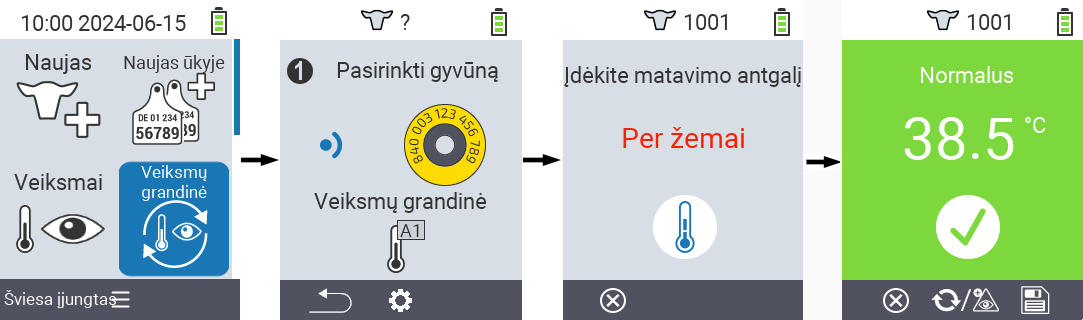 10:00 2024-06-15
Naujas
Naujas ūkyje
DE 01 234
56789
234
89
Veiksmai
Veiksmų
grandinė
Šviesa įjungtas
?
1 Pasirinkti gyvūną
840 003 123 456 789
Veiksmų grandinė
A1
1001
Įdėkite matavimo antgalį
Per žemai
1001
Normalus
38.5 °C
/